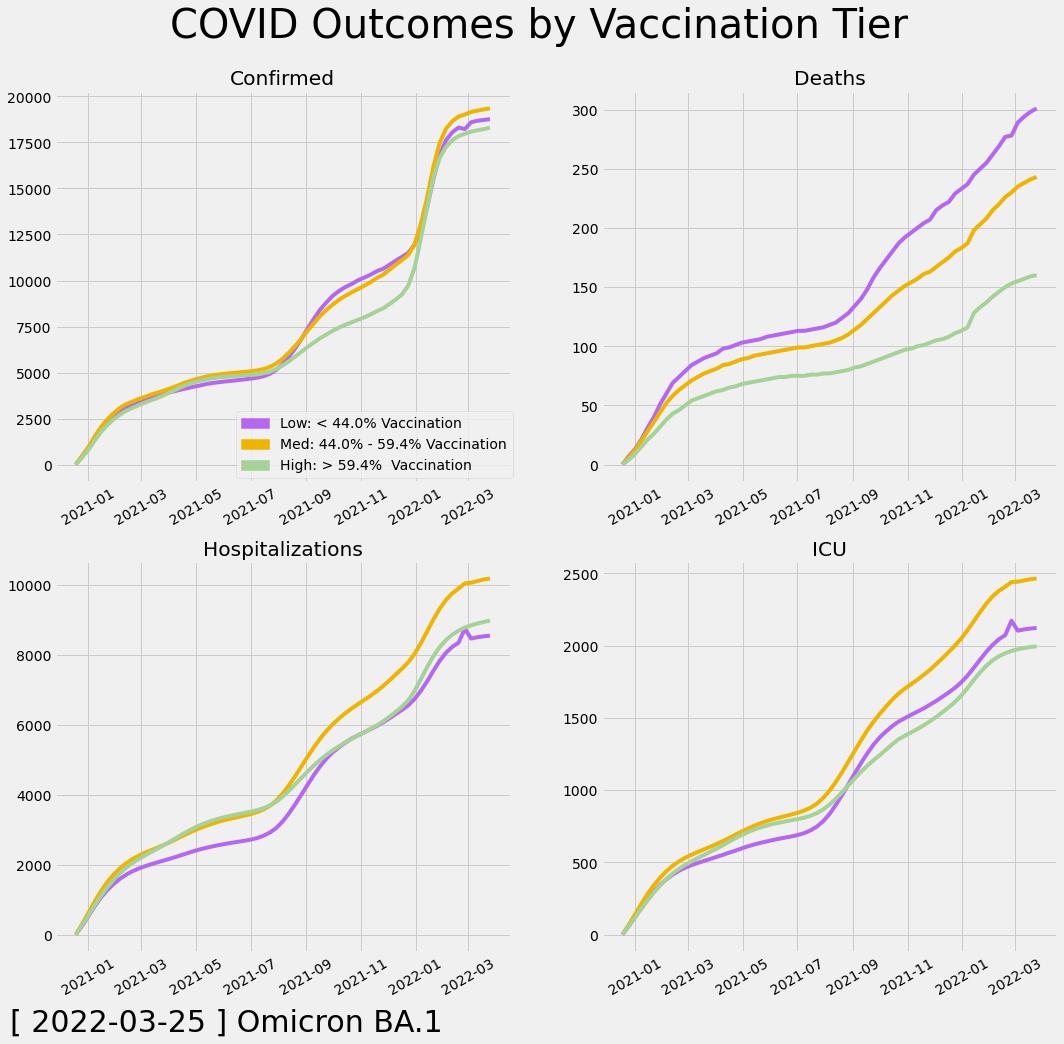 COVID Outcomes by Vaccination Tier
Confirmed
20000
17500
15000
12500
10000
7500
5000
2500
0
Low: < 44.0% Vaccination
Med: 44.0% - 59.4% Vaccination
High: > 59.4%  Vaccination
2021-01 2021-03 2021-05 2021-07 2021-09 2021-11 2022-01 2022-03
Deaths
300
250
200
150
100
50
0
2021-01 2021-03 2021-05 2021-07 2021-09 2021-11 2022-01 2022-03
Hospitalizations
10000
8000
6000
4000
2000
0
2021-01 2021-03 2021-05 2021-07 2021-09 2021-11 2022-01 2022-03
ICU
2500
2000
1500
1000
500
0
2021-01 2021-03 2021-05 2021-07 2021-09 2021-11 2022-01 2022-03
[ 2022-03-25 ] Omicron BA.1